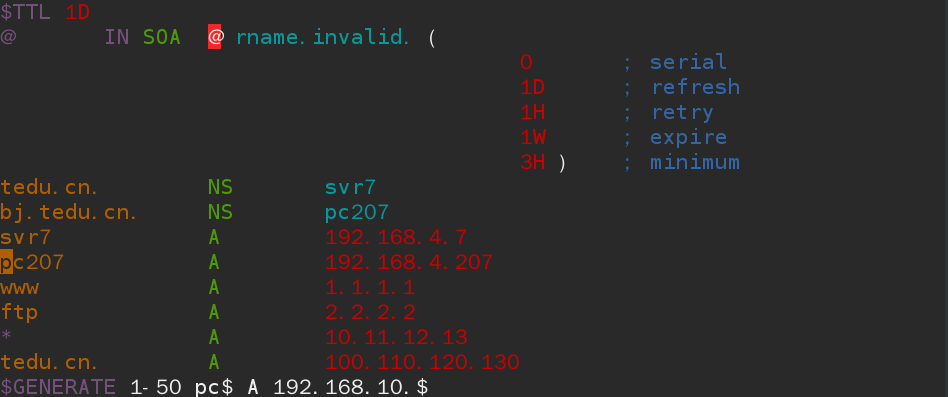 $TTL 1D
@ IN SOA @ rname.invalid. (
0 ; serial
1D ; refresh
1H ; retry
1W ; expire
3H ) ; minimum
tedu.cn. NS svr7
bj.tedu.cn. NS pc207
svr7 A 192.168.4.7
pc207 A 192.168.4.207
www A 1.1.1.1
ftp A 2.2.2.2
* A 10.11.12.13
tedu.cn. A 100.110.120.130
$GENERATE 1-50 pc$ A 192.168.10.$